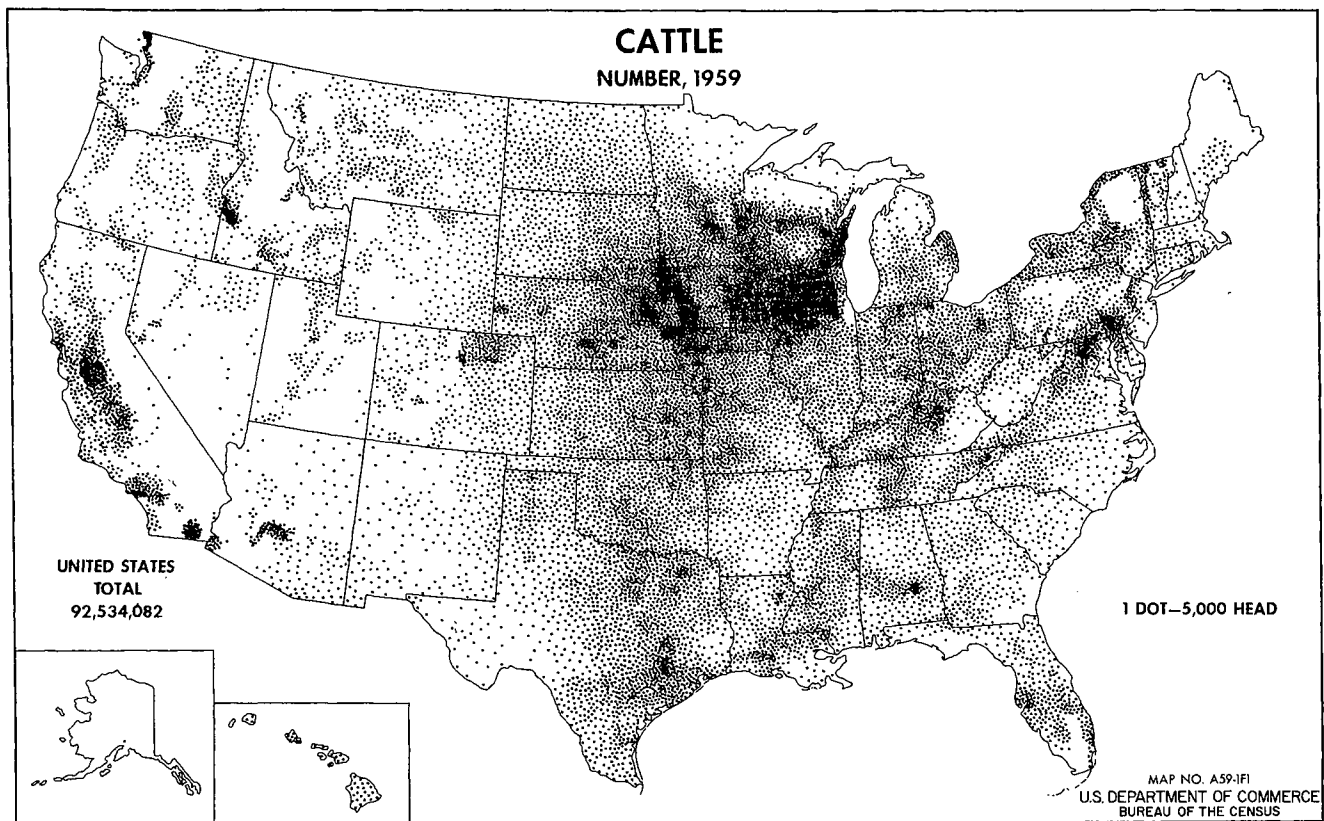 CATTLE
NUMBER, 1959
UNITED STATES
TOTAL
92,534,082
1 DOT—5,000 HEAD
MAP NO. A59-1F1
U.S. DEPARTMENT OF COMMERCE
BUREAU OF THE CENSUS